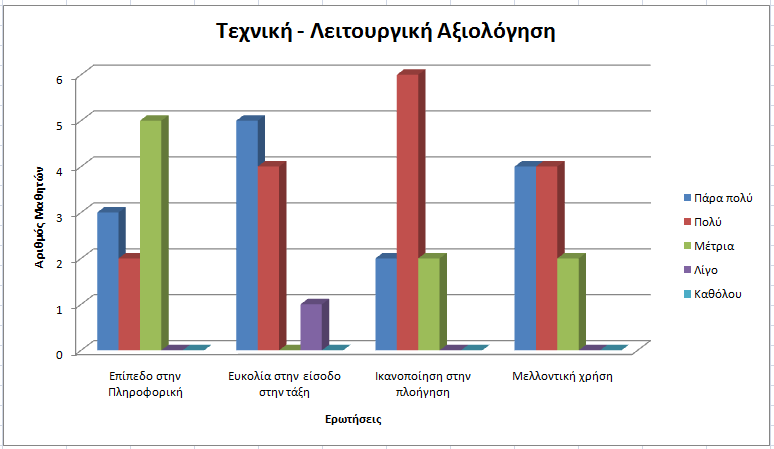 Τεχνική - Λειτουργική Αξιολόγηση
6
5
4
3
2
1
0
Αριθμός Μαθητών
Επίπεδο στην
Πληροφορική
Ευκολία στην είσοδο
στην τάξη
Ικανοποίηση στην
πλοήγηση
Μελλοντική χρήση
Ερωτήσεις
Πάρα πολύ
Πολύ
Μέτρια
Λίγο
Καθόλου